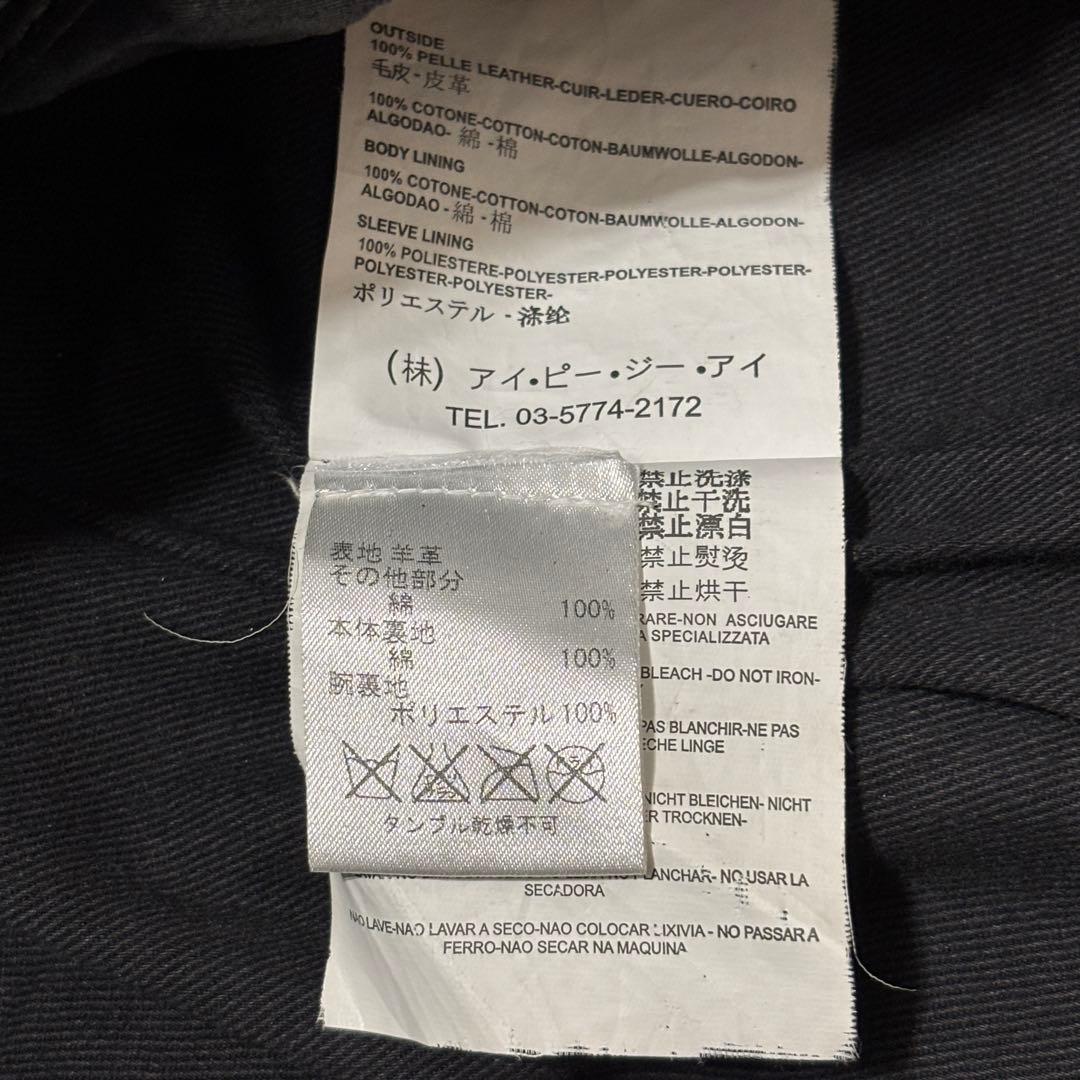 OUTSIDE
100% PELLE LEATHER-CUIR-LEDER-CUERO-COIRO
毛皮-皮革
100% COTONE-COTTON-COTON-BAUMWOLLE-ALGODON-
ALGODAO- 綿 - 棉
BODY LINING
100% COTONE-COTTON-COTON-BAUMWOLLE-ALGODON-
ALGODAO - 綿 - 棉
SLEEVE LINING
100% POLIESTERE-POLYESTER-POLYESTER-POLYESTER-
POLYESTER-POLYESTER-
ポリエステル - 涤纶
(株) アイ・ピー・ジー・アイ
TEL. 03-5774-2172
禁止洗涤
禁止干洗
禁止漂白
禁止熨烫
禁止烘干
RARE-NON ASCIUGARE
A SPECIALIZZATA
BLEACH -DO NOT IRON-
PAS BLANCHIR-NE PAS
ECHE LINGE
NICHT BLEICHEN- NICHT
ER TROCKNEN-
PLANCHAR- NO USAR LA
SECADORA
NAO LAVE-NAO LAVAR A SECO-NAO COLOCAR LIXIVIA - NO PASSAR A
FERRO-NAO SECAR NA MAQUINA
表地 羊革
その他部分
綿 100%
本体裏地
綿 100%
腕裏地
ポリエステル 100%
タンブル乾燥不可